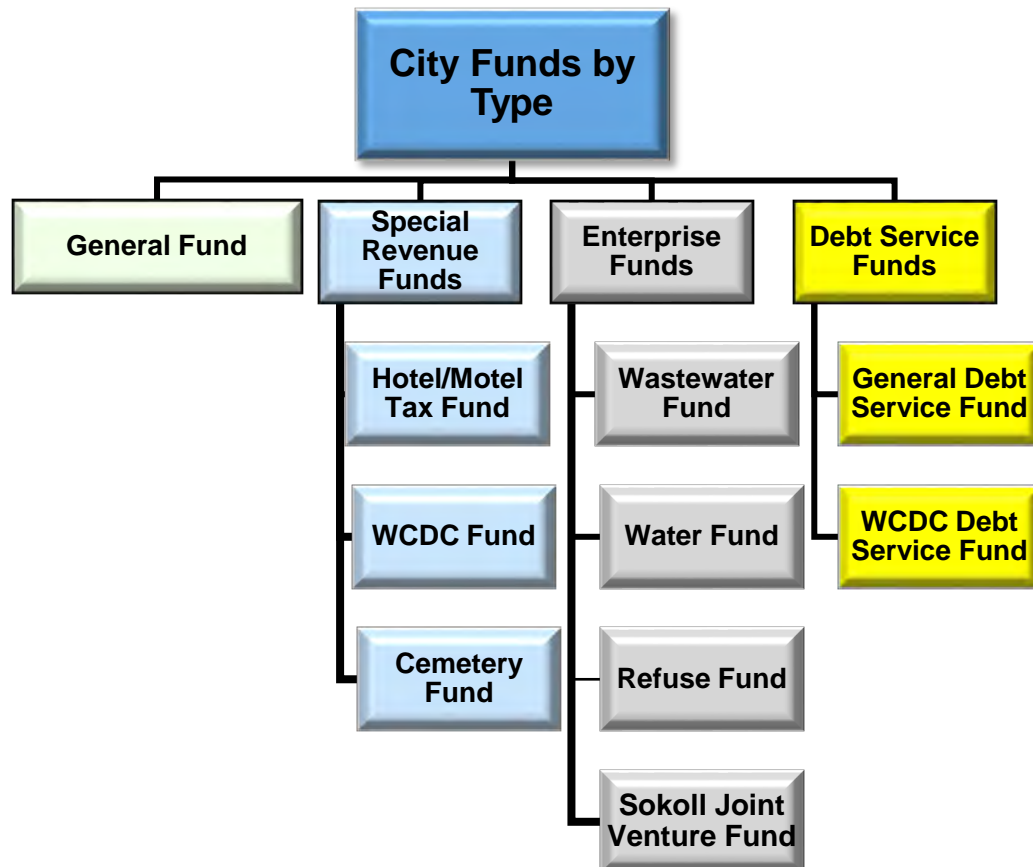 City Funds by
Type
General Fund
Special
Revenue
Funds
Enterprise
Funds
Debt Service
Funds
Hotel/Motel
Tax Fund
Wastewater
Fund
General Debt
Service Fund
WCDC Fund
Water Fund
WCDC Debt
Service Fund
Cemetery
Fund
Refuse Fund
Sokoll Joint
Venture Fund